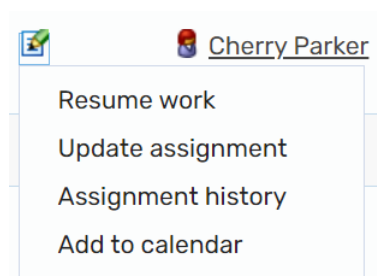 Cherry Parker
Resume work
Update assignment
Assignment history
Add to calendar